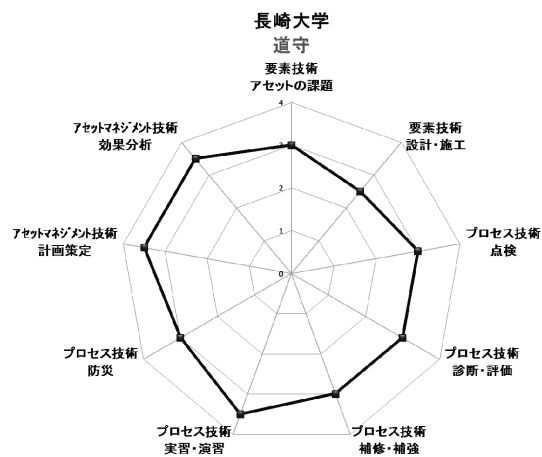 長崎大学
道守
要素技術
アセットの課題
要素技術
設計・施工
プロセス技術
点検
プロセス技術
診断・評価
プロセス技術
補修・補強
プロセス技術
実習・演習
プロセス技術
防災
アセットマネジメント技術
計画策定
アセットマネジメント技術
効果分析
4
3
2
1
0